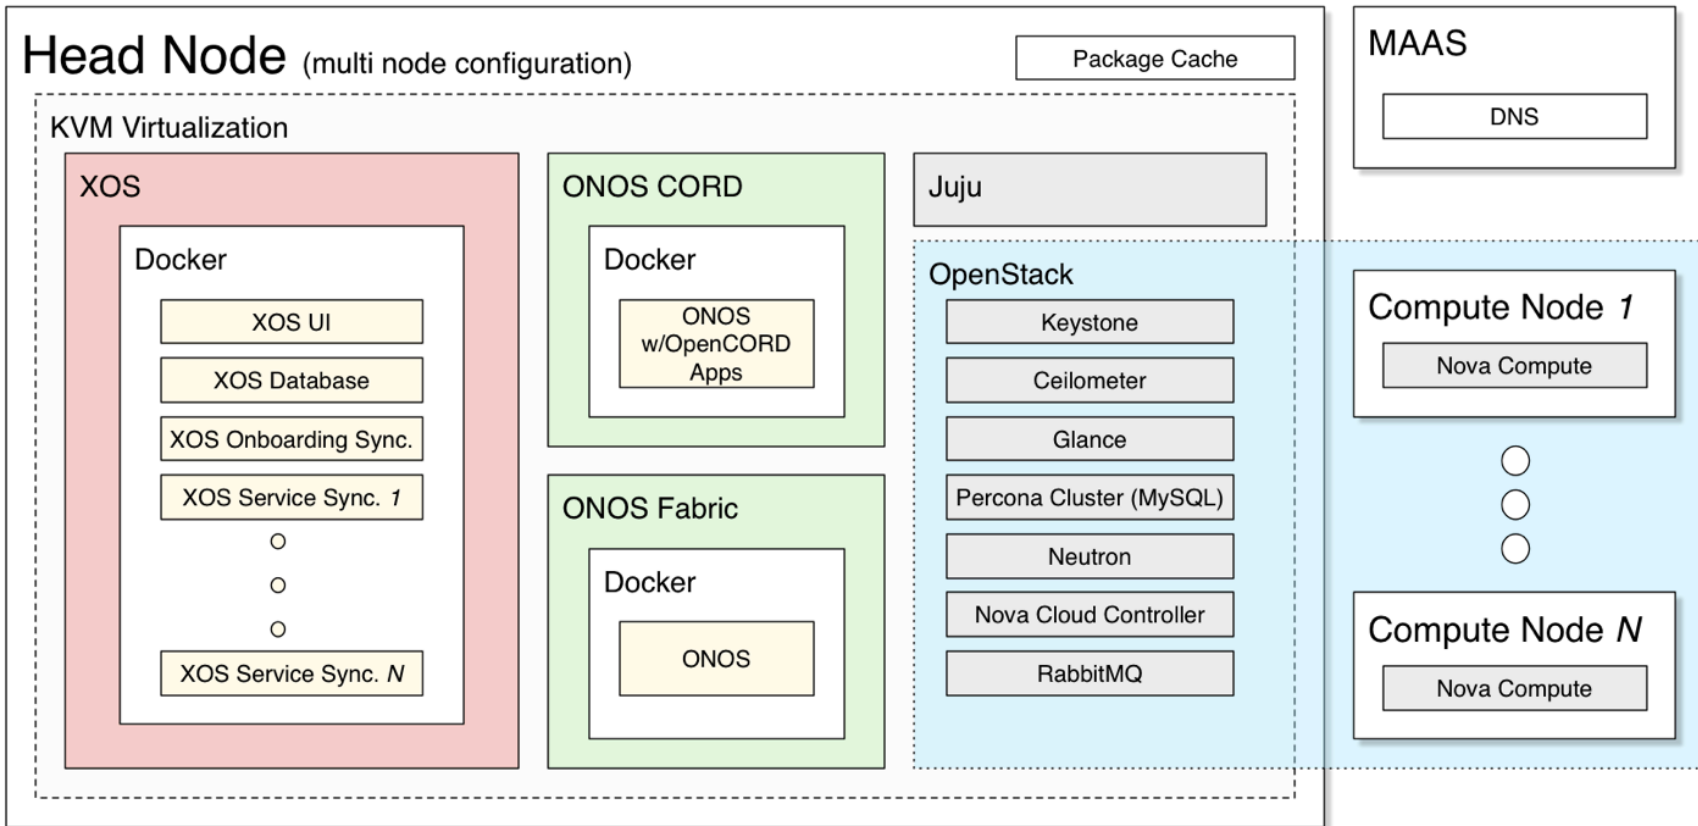 Head Node (multi node configuration)
Package Cache
KVM Virtualization
XOS
Docker
XOS UI
XOS Database
XOS Onboarding Sync.
XOS Service Sync. 1
XOS Service Sync. N
ONOS CORD
Docker
ONOS
w/OpenCORD
Apps
ONOS Fabric
Docker
ONOS
Juju
OpenStack
Keystone
Ceilometer
Glance
Percona Cluster (MySQL)
Neutron
Nova Cloud Controller
RabbitMQ
MAAS
DNS
Compute Node 1
Nova Compute
Compute Node N
Nova Compute